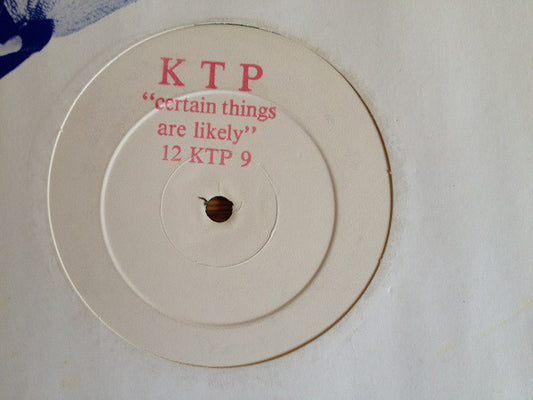 K T P
“certain things
are likely”
12 KTP 9